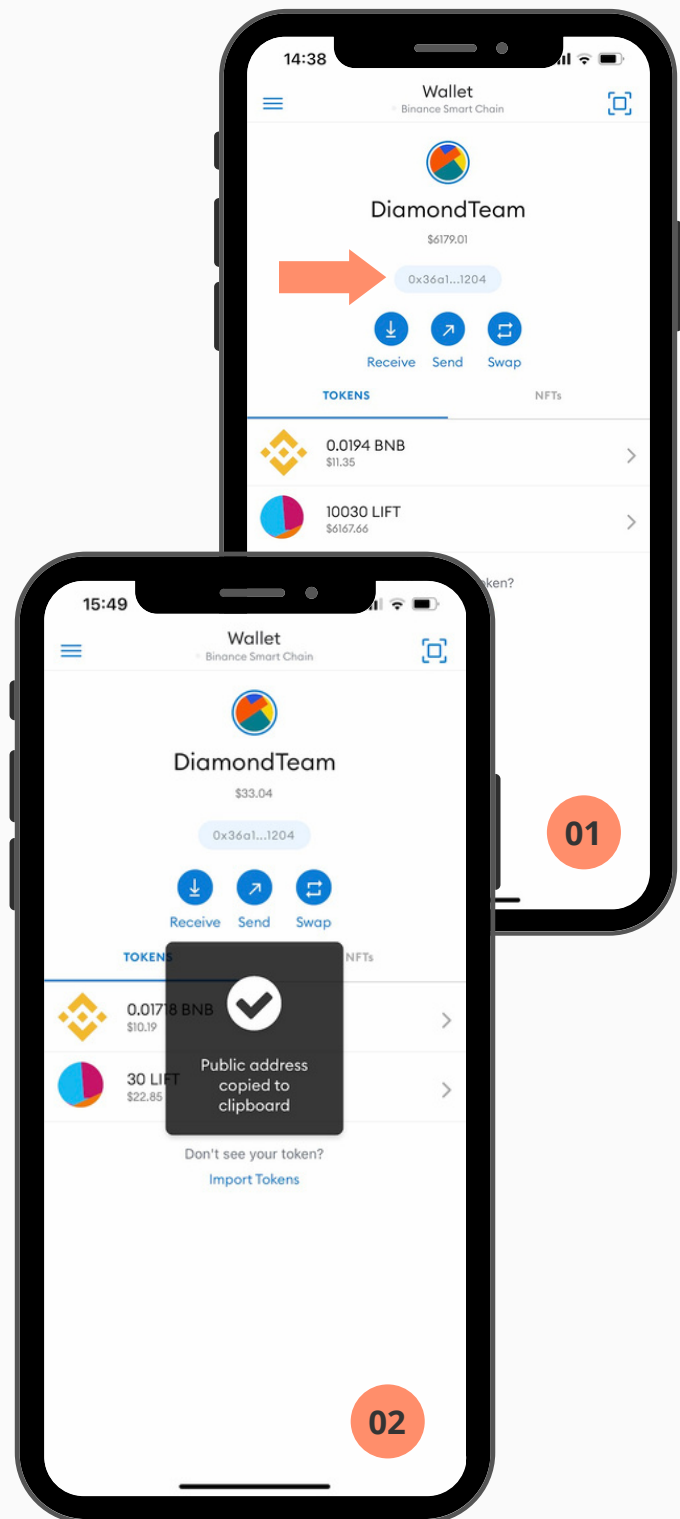 14:38
Wallet
Binance Smart Chain
DiamondTeam
$6179.01
0x36a1...1204
Receive Send Swap
TOKENS NFTs
0.0194 BNB
$11.35
10030 LIFT
$6167.66
token?
01
15:49
Wallet
Binance Smart Chain
DiamondTeam
$33.04
0x36a1...1204
Receive Send Swap
TOKENS NFTs
0.01718 BNB
$10.19
30 LIFT
$22.85
Public address
copied to
clipboard
Don't see your token?
Import Tokens
02